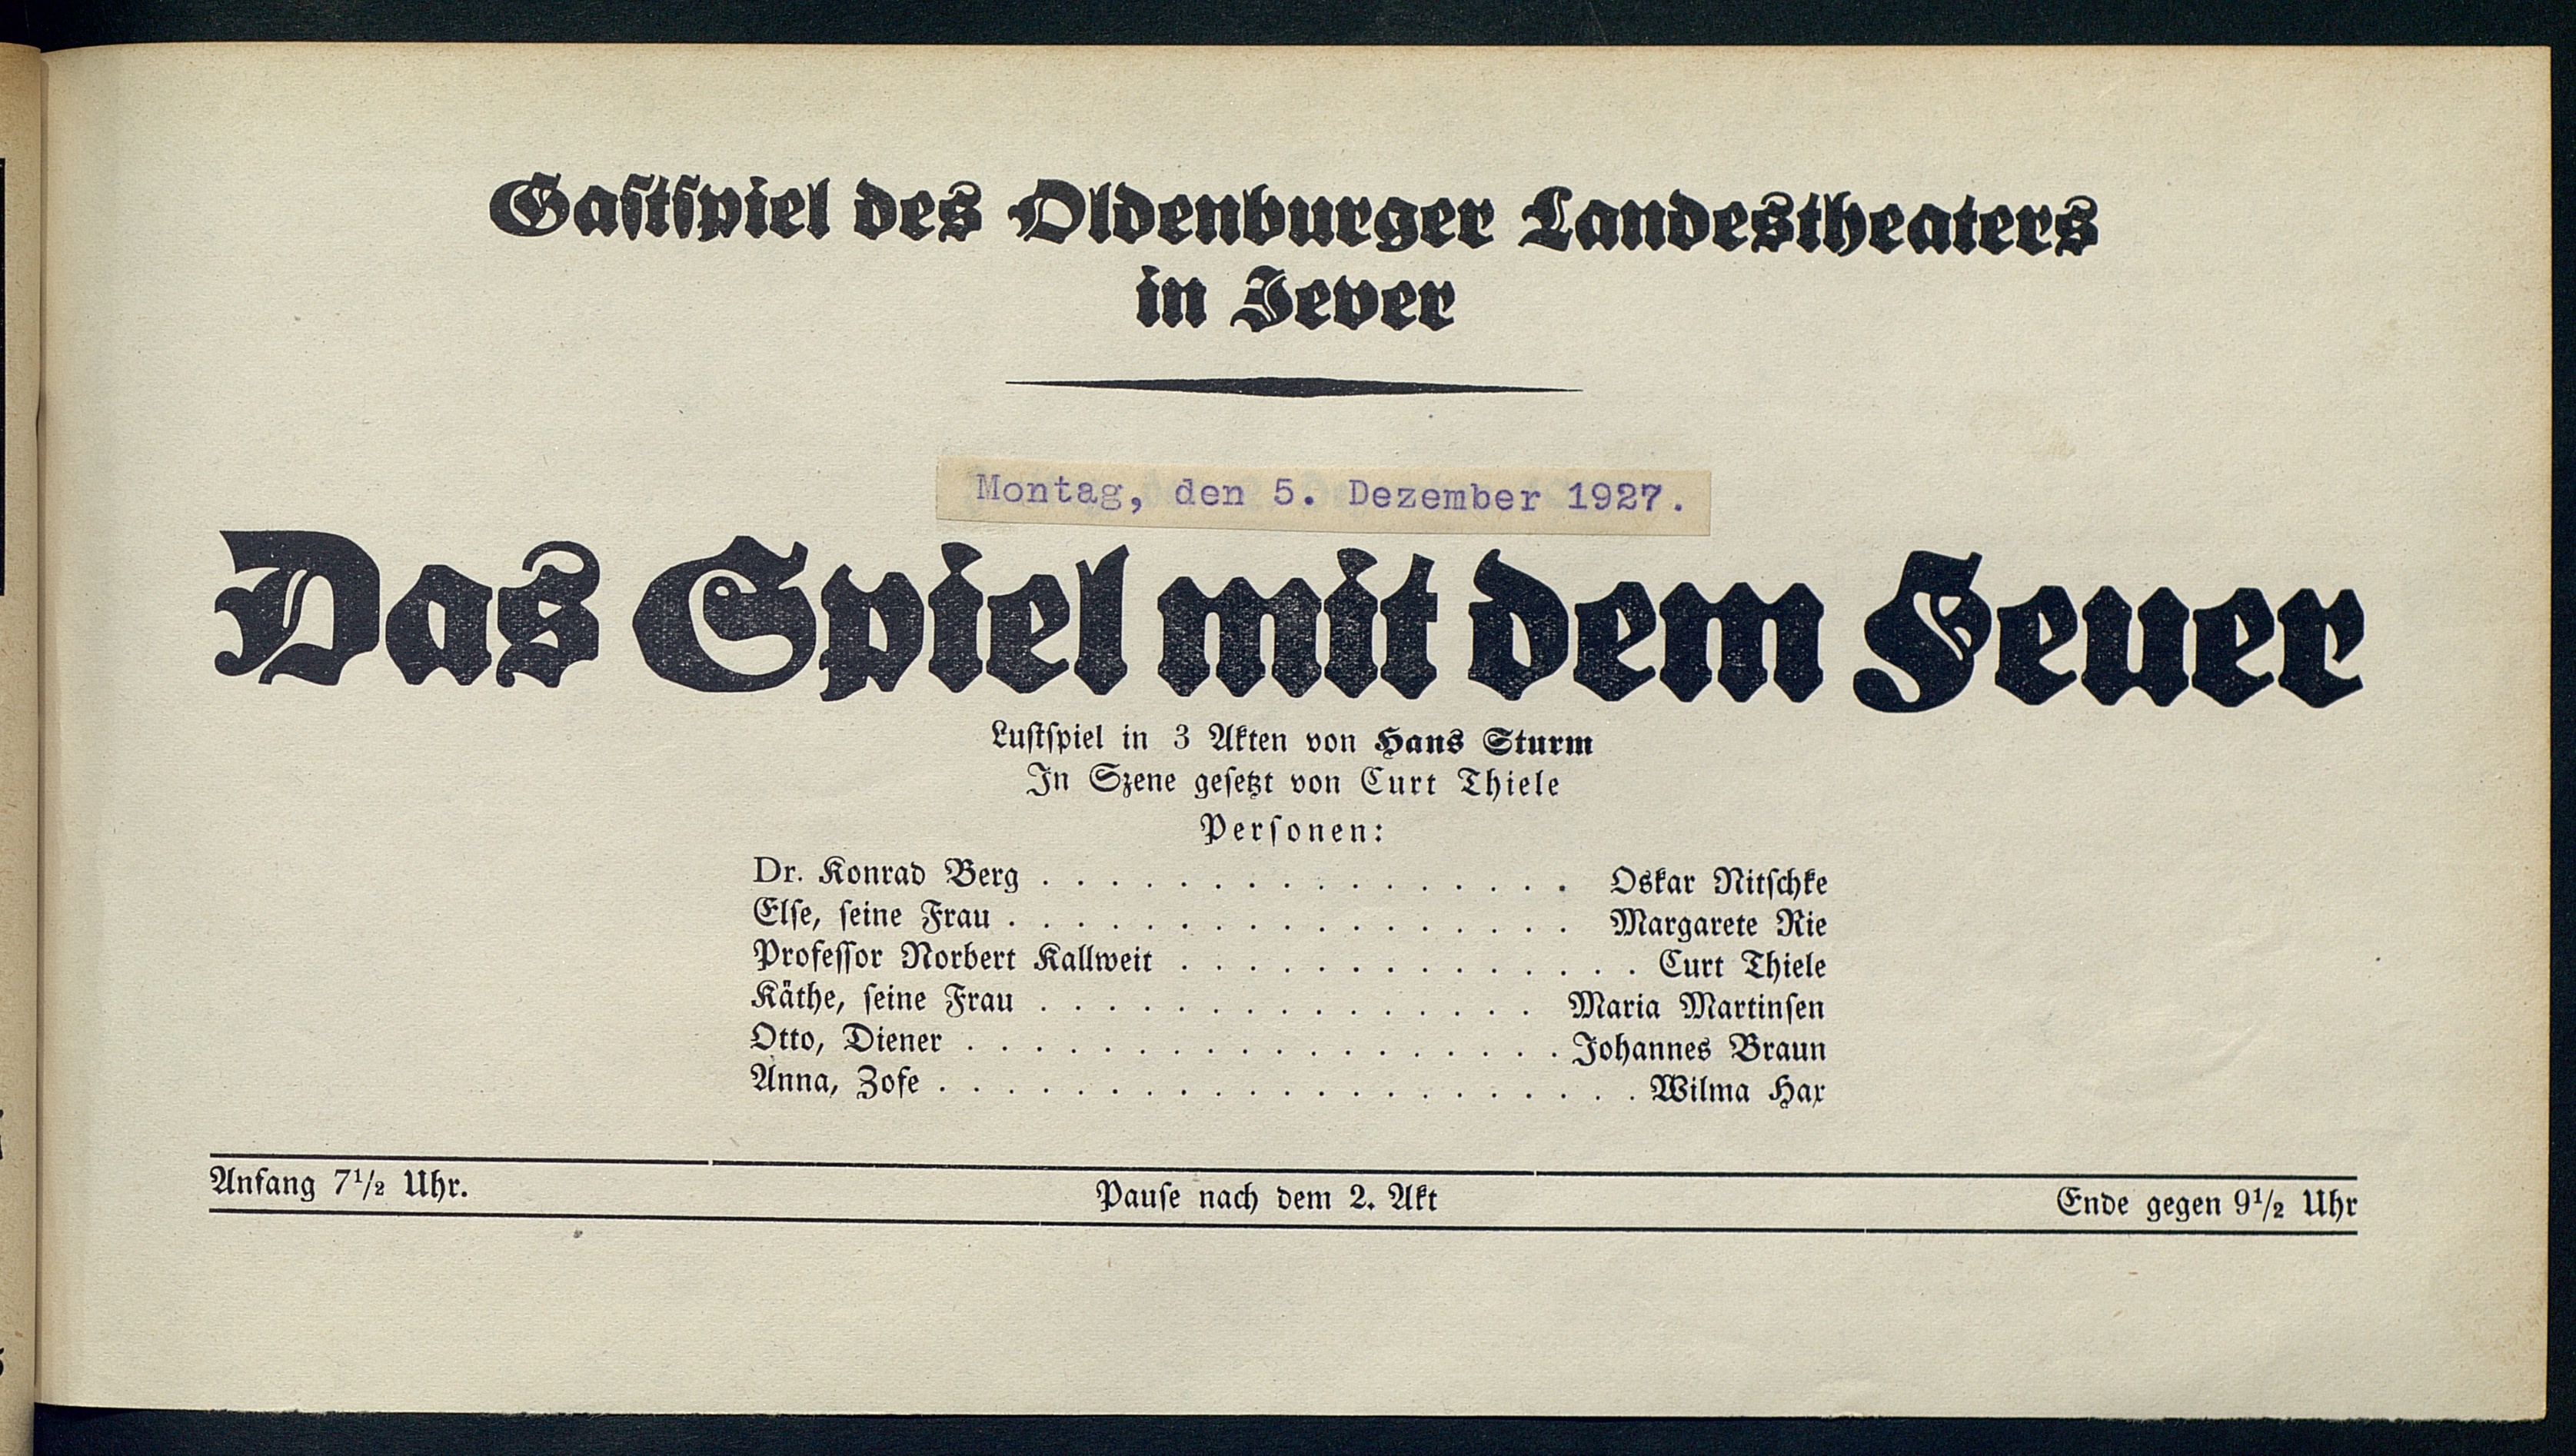 Gastspiel des Oldenburger Landestheaters
in Jever
Montag, den 5. Dezember 1927.
Das Spiel mit dem Feuer
Lustspiel in 3 Akten von Hans Sturm
In Szene gesetzt von Curt Thiele
Personen:
Dr. Konrad Berg . . . . . . . . . . . . . . . . Oskar Nitschke
Else, seine Frau . . . . . . . . . . . . . . . . . Margarete Rie
Professor Norbert Kallweit . . . . . . . . . . . . . . Curt Thiele
Käthe, seine Frau . . . . . . . . . . . . . . . Maria Martinsen
Otto, Diener . . . . . . . . . . . . . . . . . . Johannes Braun
Anna, Zofe . . . . . . . . . . . . . . . . . . . . . Wilma Hax
Anfang 7½ Uhr. Pause nach dem 2. Akt Ende gegen 9½ Uhr